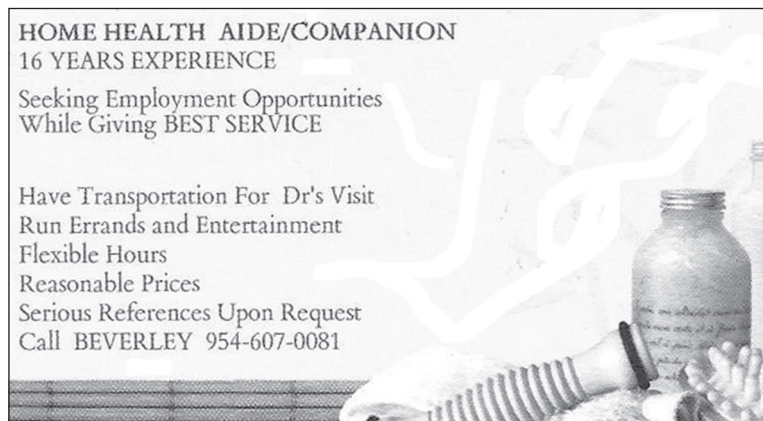 HOME HEALTH AIDE/COMPANION
16 YEARS EXPERIENCE
Seeking Employment Opportunities
While Giving BEST SERVICE
Have Transportation For Dr's Visit
Run Errands and Entertainment
Flexible Hours
Reasonable Prices
Serious References Upon Request
Call BEVERLEY 954-607-0081